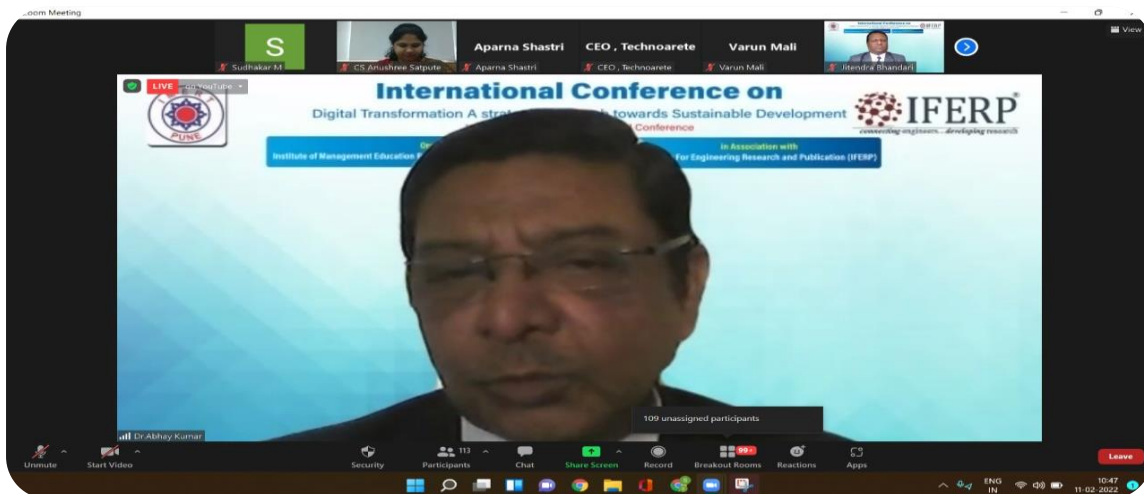 Zoom Meeting
View
S
Aparna Shastri
CEO , Technoarete
Varun Mali
Sudhakar M
CS Anushree Satpute
Aparna Shastri
CEO , Technoarete
Varun Mali
Jitendra Bhandari
LIVE on YouTube
PUNE
International Conference on
Digital Transformation A towards Sustainable Development
Conference
IFERP
connecting engineers... developing research
Institute of Management Education
in Association with
For Engineering Research and Publication (IFERP)
109 unassigned participants
Dr.Abhay Kumar
Unmute
Start Video
Security
113
Participants
Chat
Share Screen
Record
99+
Breakout Rooms
Reactions
Apps
Leave
ENG
IN
10:47
11-02-2022